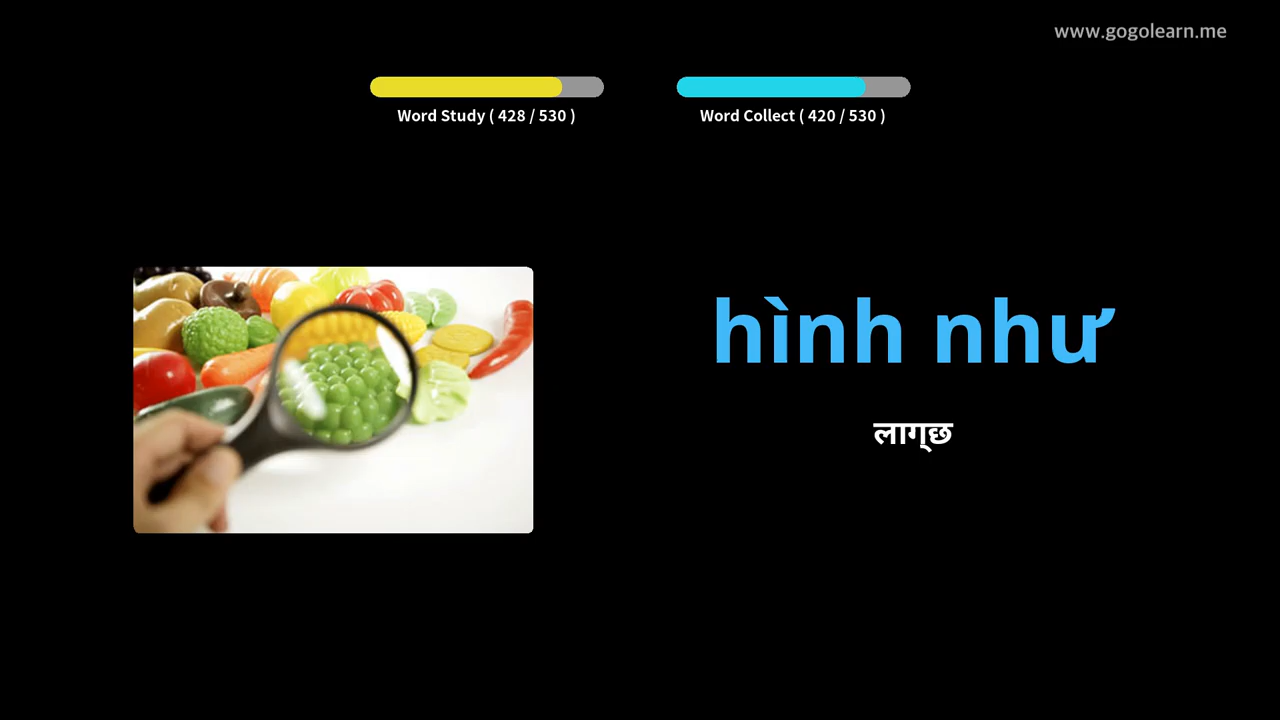 www.gogolearn.me
Word Study ( 428 / 530 )
Word Collect ( 420 / 530 )
hình như
लाग्छ